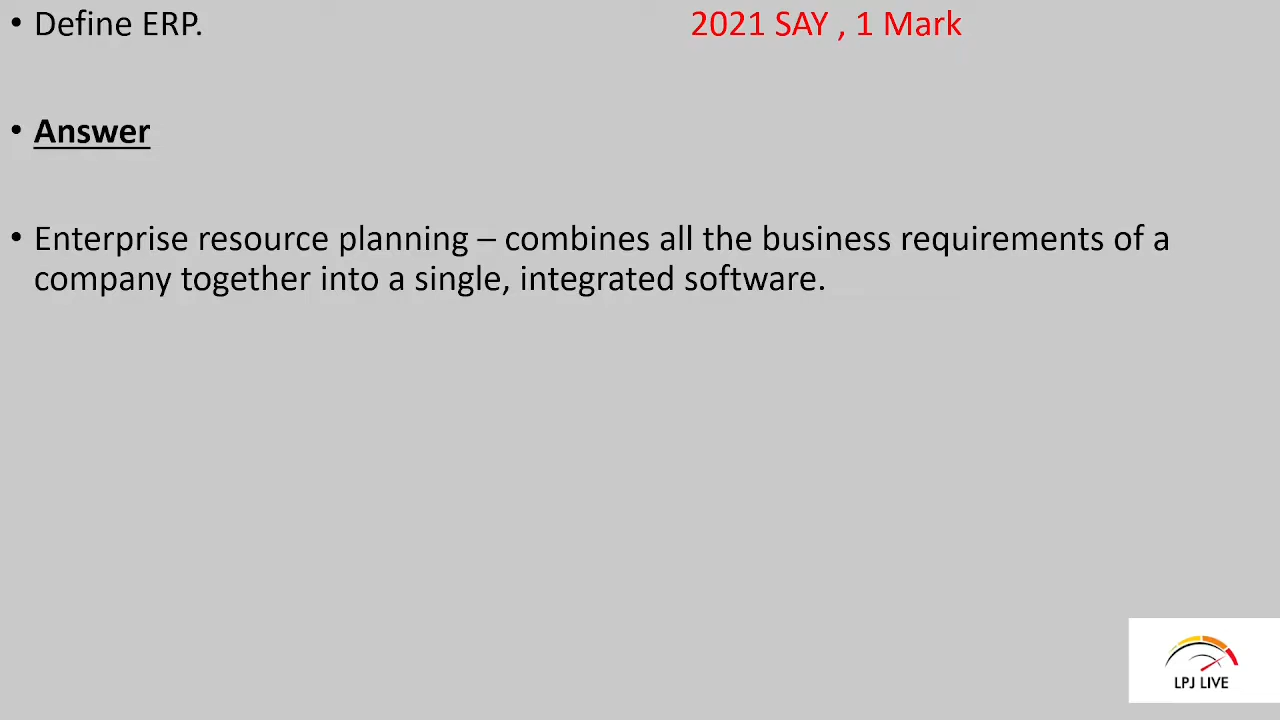 • Define ERP. 2021 SAY , 1 Mark
• Answer
• Enterprise resource planning – combines all the business requirements of a
company together into a single, integrated software.
LPJ LIVE